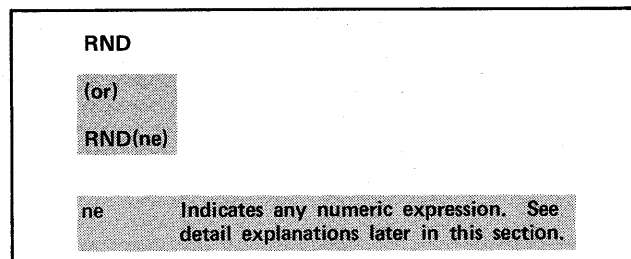 RND
(or)
RND(ne)
ne Indicates any numeric expression. See
detail explanations later in this section.